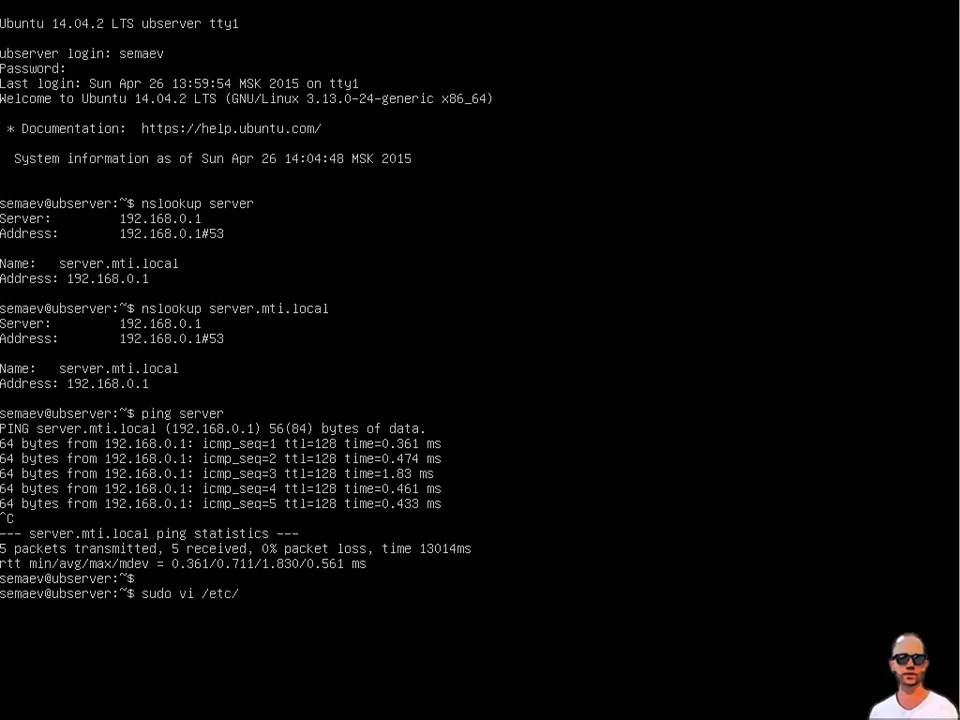 Ubuntu 14.04.2 LTS ubserver tty1
ubserver login: semaev
Password:
Last login: Sun Apr 26 13:59:54 MSK 2015 on tty1
Welcome to Ubuntu 14.04.2 LTS (GNU/Linux 3.13.0-24-generic x86_64)
* Documentation:  https://help.ubuntu.com/
System information as of Sun Apr 26 14:04:48 MSK 2015
semaev@ubserver:~$ nslookup server
Server:         192.168.0.1
Address:        192.168.0.1#53
Name:   server.mti.local
Address: 192.168.0.1
semaev@ubserver:~$ nslookup server.mti.local
Server:         192.168.0.1
Address:        192.168.0.1#53
Name:   server.mti.local
Address: 192.168.0.1
semaev@ubserver:~$ ping server
PING server.mti.local (192.168.0.1) 56(84) bytes of data.
64 bytes from 192.168.0.1: icmp_seq=1 ttl=128 time=0.361 ms
64 bytes from 192.168.0.1: icmp_seq=2 ttl=128 time=0.474 ms
64 bytes from 192.168.0.1: icmp_seq=3 ttl=128 time=1.83 ms
64 bytes from 192.168.0.1: icmp_seq=4 ttl=128 time=0.461 ms
64 bytes from 192.168.0.1: icmp_seq=5 ttl=128 time=0.433 ms
^C
--- server.mti.local ping statistics ---
5 packets transmitted, 5 received, 0% packet loss, time 13014ms
rtt min/avg/max/mdev = 0.361/0.711/1.830/0.561 ms
semaev@ubserver:~$
semaev@ubserver:~$ sudo vi /etc/